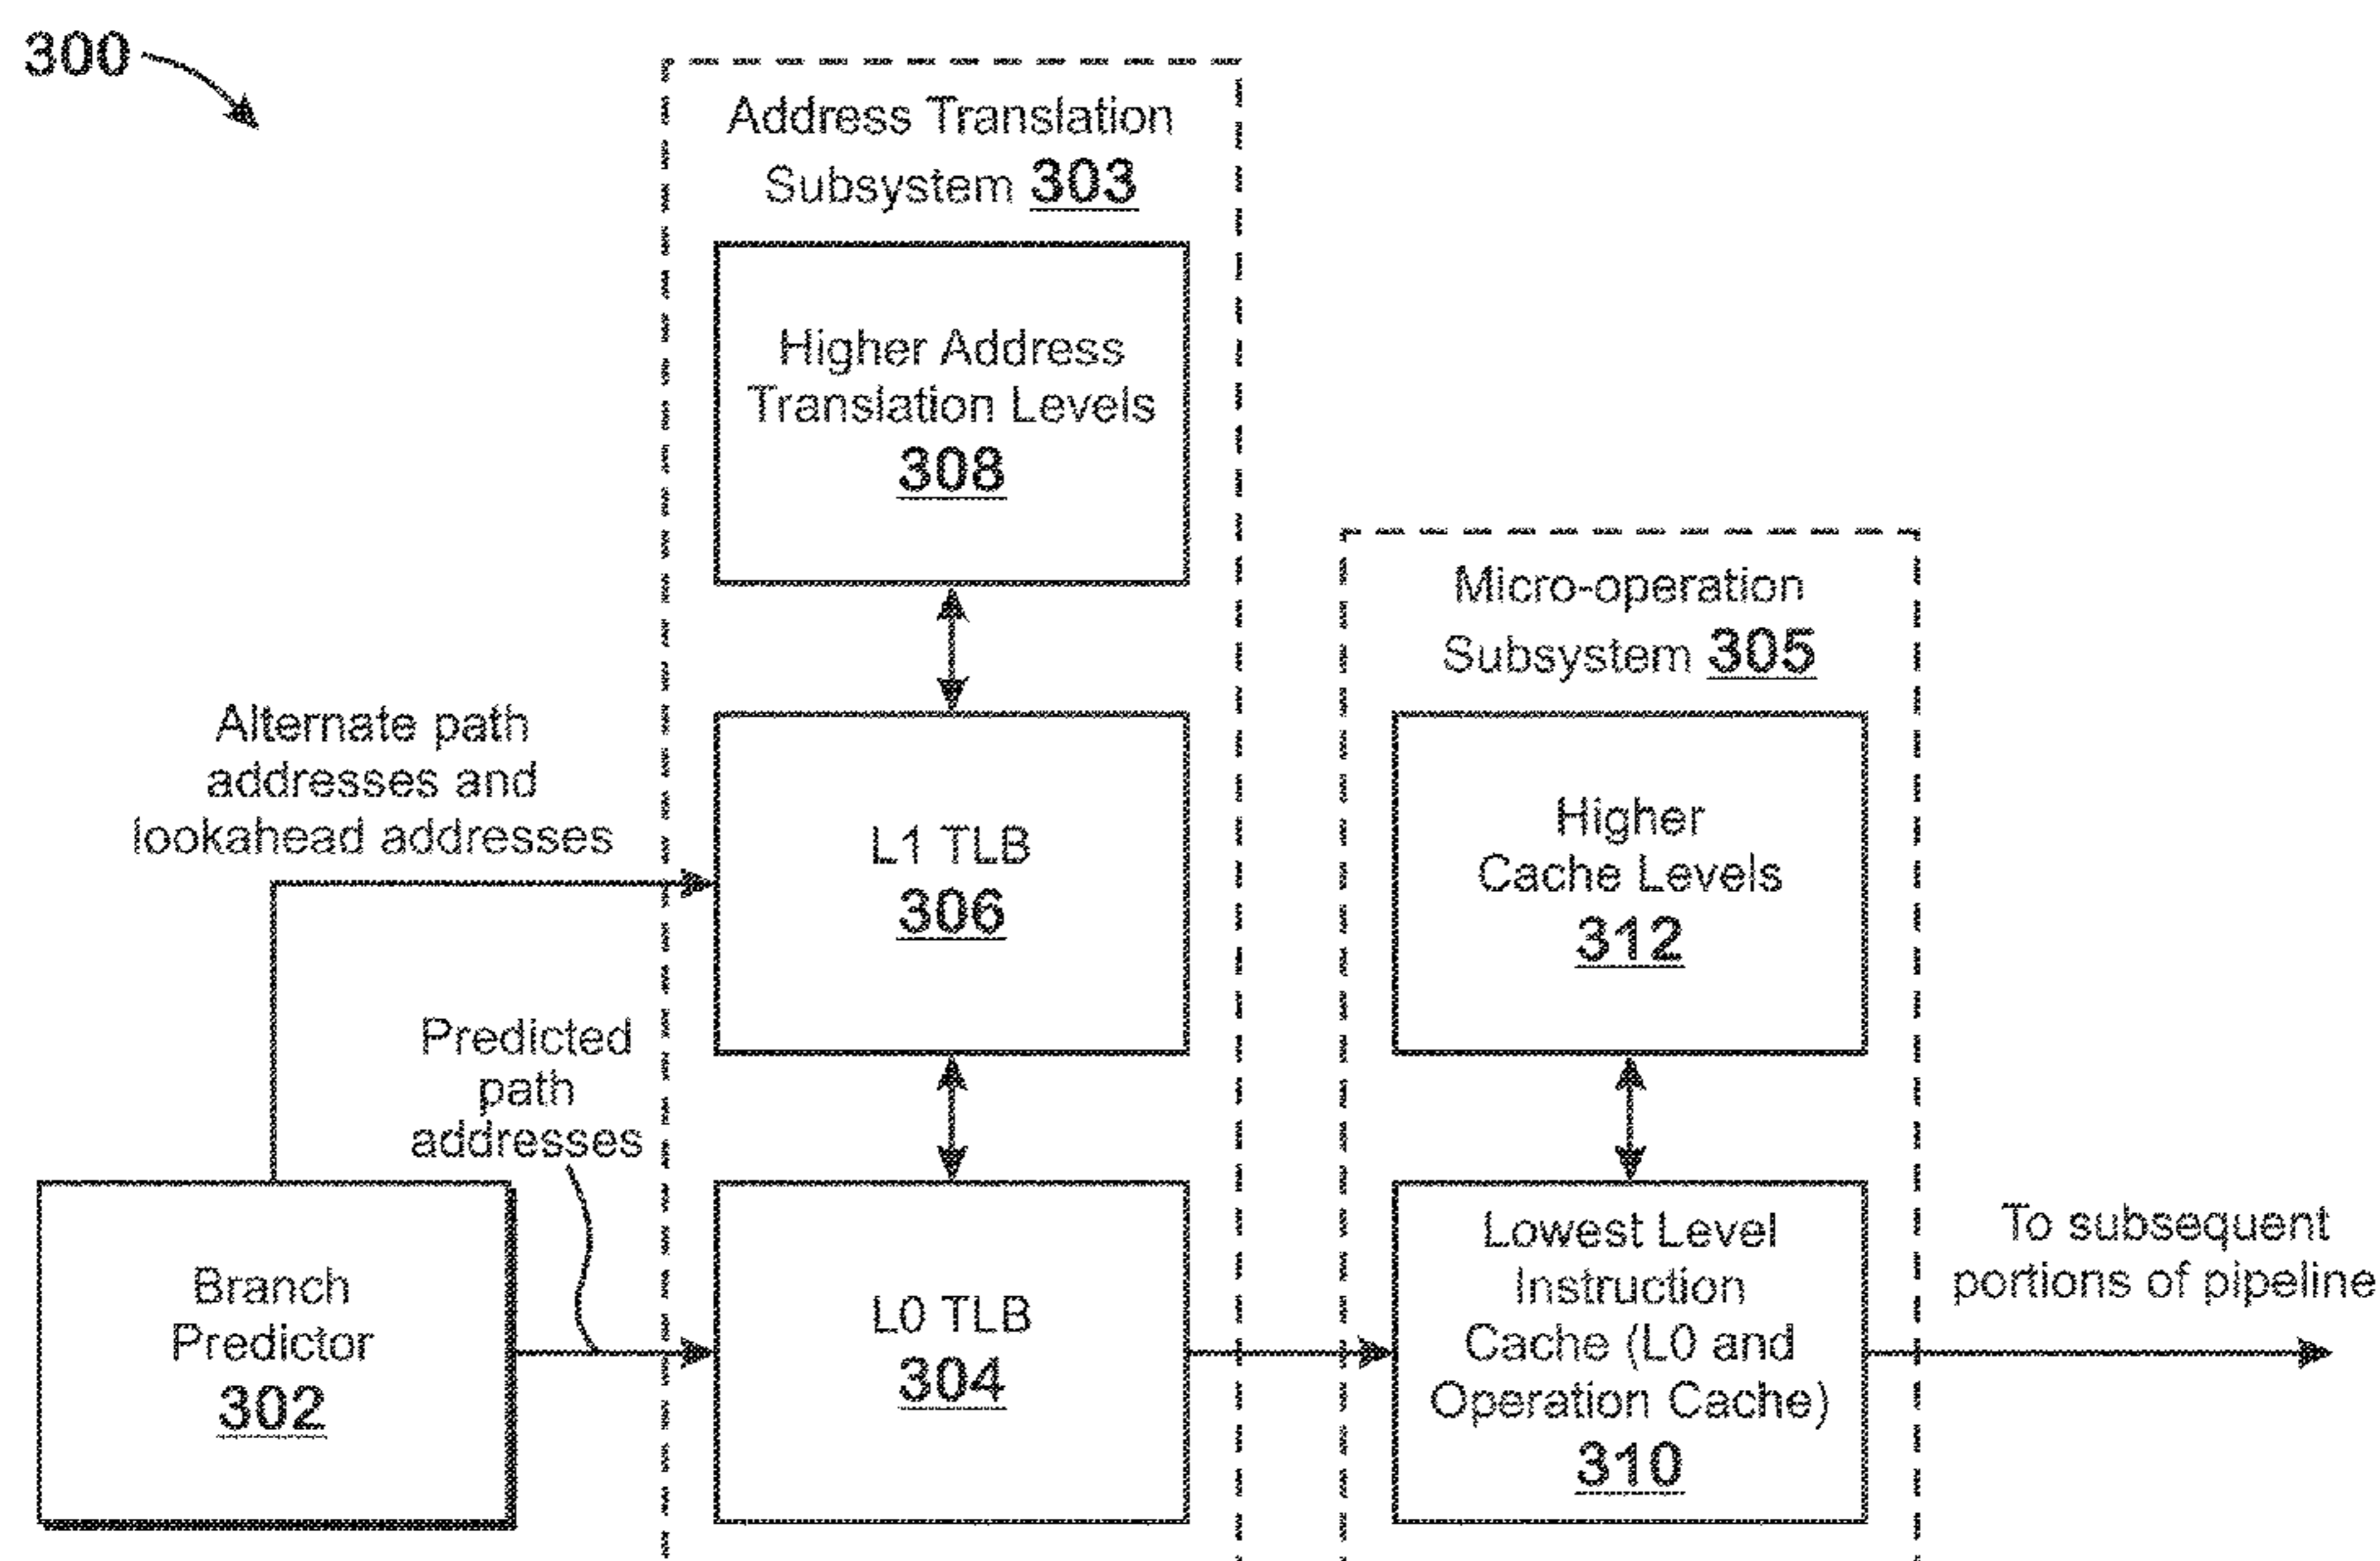 300
Address Translation
Subsystem 303
Higher Address
Translation Levels
308
Micro-operation
Subsystem 305
Alternate path
addresses and
lookahead addresses
L1 TLB
306
Higher
Cache Levels
312
Predicted
path
addresses
Branch
Predictor
302
L0 TLB
304
Lowest Level
Instruction
Cache (L0 and
Operation Cache)
310
To subsequent
portions of pipeline